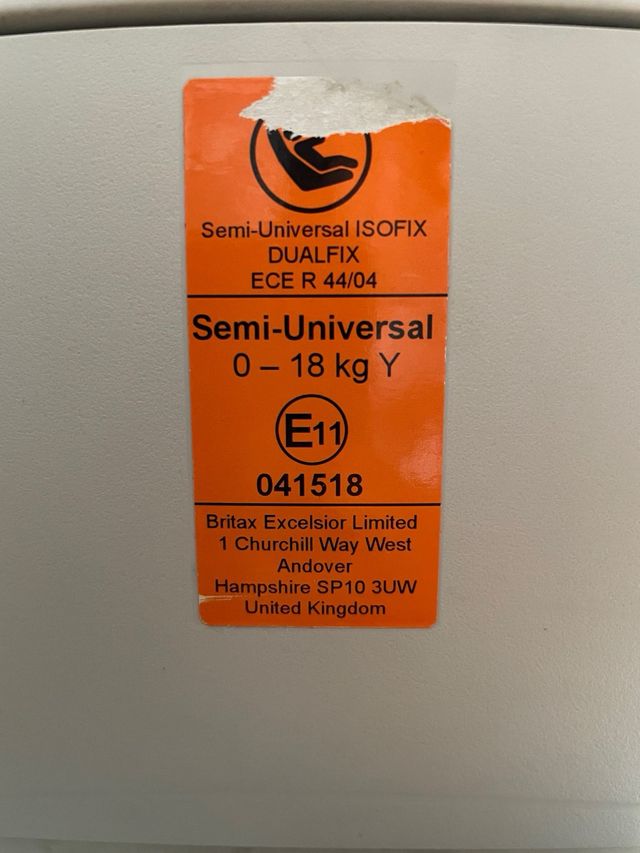 Semi-Universal ISOFIX
DUALFIX
ECE R 44/04
Semi-Universal
0 – 18 kg Y
E11
041518
Britax Excelsior Limited
1 Churchill Way West
Andover
Hampshire SP10 3UW
United Kingdom